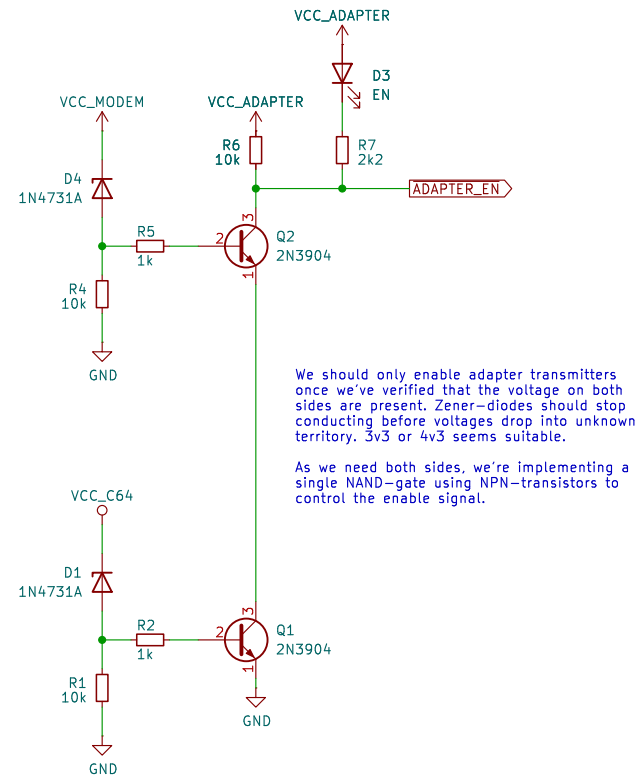 VCC_ADAPTER
D3
EN
VCC_MODEM
VCC_ADAPTER
R6
10k
R7
2k2
D4
1N4731A
ADAPTER_EN
3
R5
2
Q2
1k
2N3904
1
R4
10k
GND
We should only enable adapter transmitters
once we've verified that the voltage on both
sides are present. Zener-diodes should stop
conducting before voltages drop into unknown
territory. 3v3 or 4v3 seems suitable.
As we need both sides, we're implementing a
single NAND-gate using NPN-transistors to
control the enable signal.
VCC_C64
D1
1N4731A
3
R2
2
Q1
1k
2N3904
1
R1
10k
GND
GND